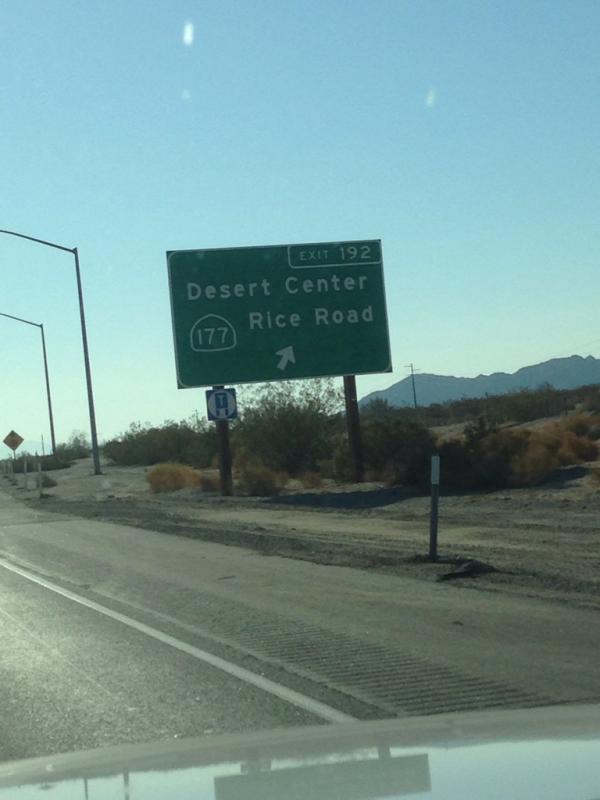 EXIT 192
Desert Center
177 Rice Road
T